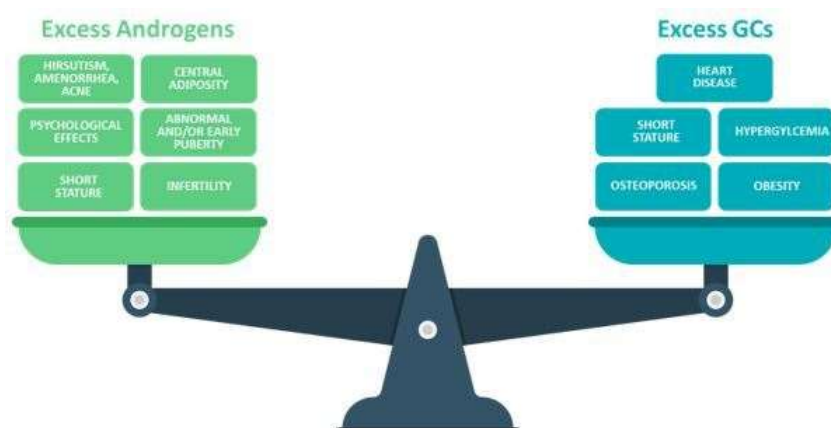 Excess Androgens
HIRSUTISM,
AMENORRHEA,
ACNE
CENTRAL
ADIPOSITY
PSYCHOLOGICAL
EFFECTS
ABNORMAL
AND/OR EARLY
PUBERTY
SHORT
STATURE
INFERTILITY
Excess GCs
HEART
DISEASE
SHORT
STATURE
HYPERGYLCEMIA
OSTEOPOROSIS
OBESITY